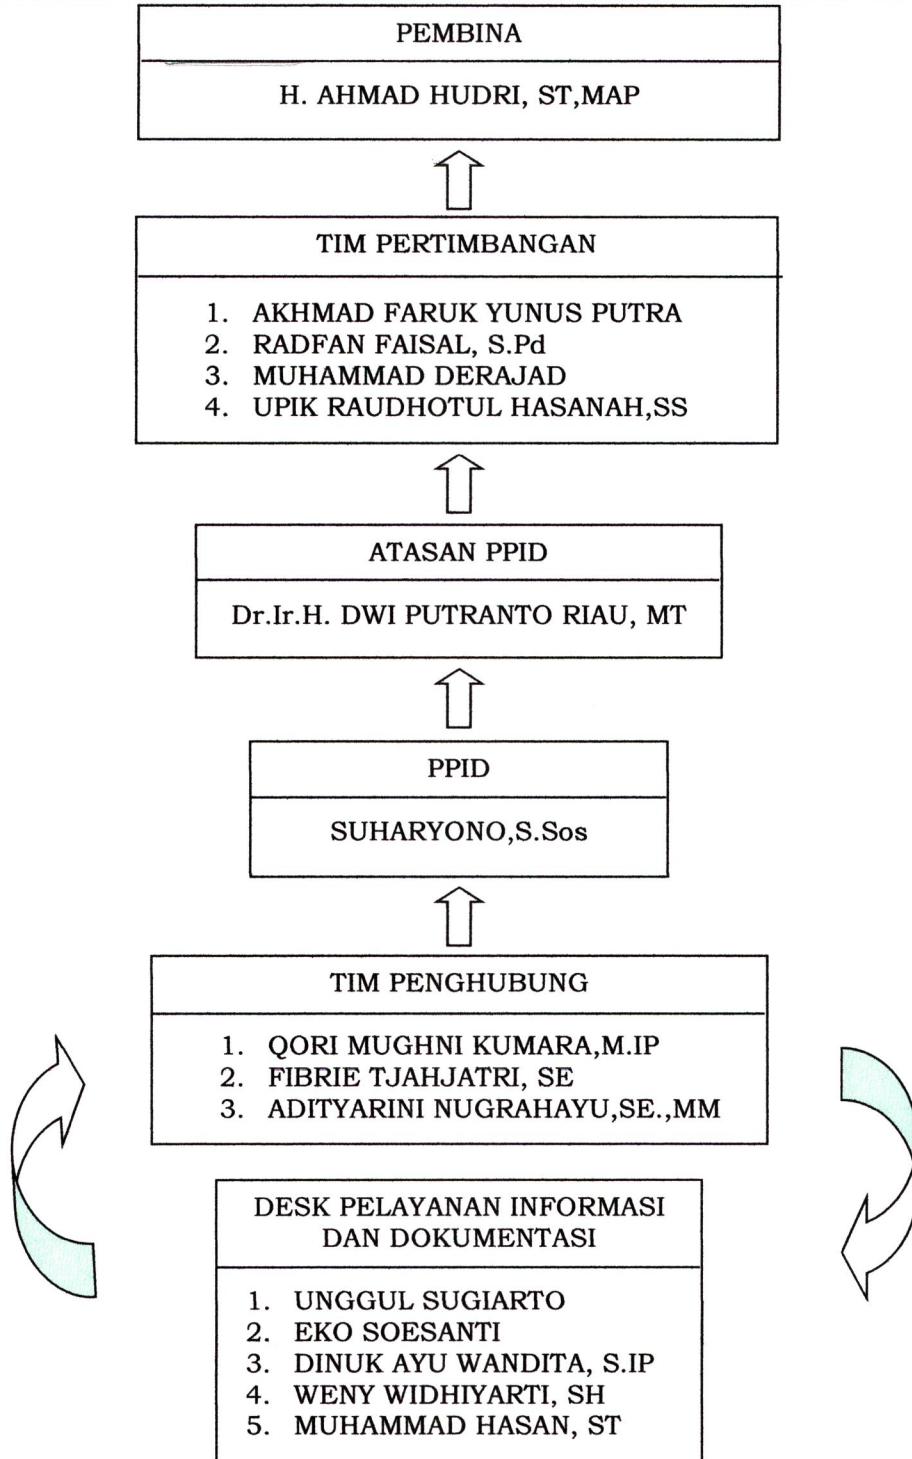 PEMBINA
H. AHMAD HUDRI, ST,MAP
TIM PERTIMBANGAN
1. AKHMAD FARUK YUNUS PUTRA
2. RADFAN FAISAL, S.Pd
3. MUHAMMAD DERAJAD
4. UPIK RAUDHOTUL HASANAH,SS
ATASAN PPID
Dr.Ir.H. DWI PUTRANTO RIAU, MT
PPID
SUHARYONO,S.Sos
TIM PENGHUBUNG
1. QORI MUGHNI KUMARA,M.IP
2. FIBRIE TJAHJATRI, SE
3. ADITYARINI NUGRAHAYU,SE.,MM
DESK PELAYANAN INFORMASI
DAN DOKUMENTASI
1. UNGGUL SUGIARTO
2. EKO SOESANTI
3. DINUK AYU WANDITA, S.IP
4. WENY WIDHIYARTI, SH
5. MUHAMMAD HASAN, ST